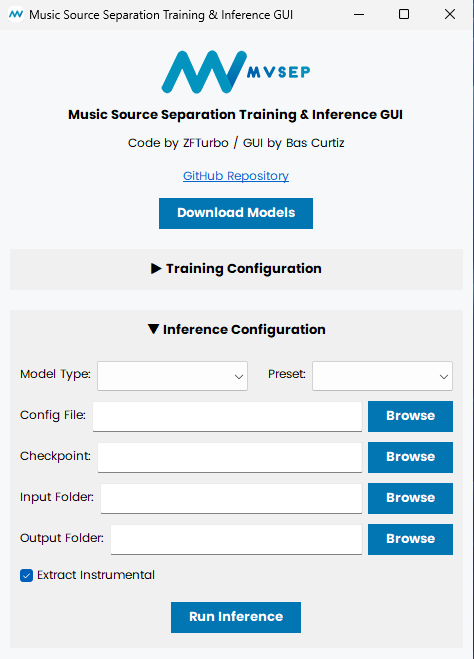 Music Source Separation Training & Inference GUI
MVSEP
Music Source Separation Training & Inference GUI
Code by ZFTurbo / GUI by Bas Curtiz
GitHub Repository
Download Models
▶ Training Configuration
▼ Inference Configuration
Model Type: Preset:
Config File: Browse
Checkpoint: Browse
Input Folder: Browse
Output Folder: Browse
Extract Instrumental
Run Inference